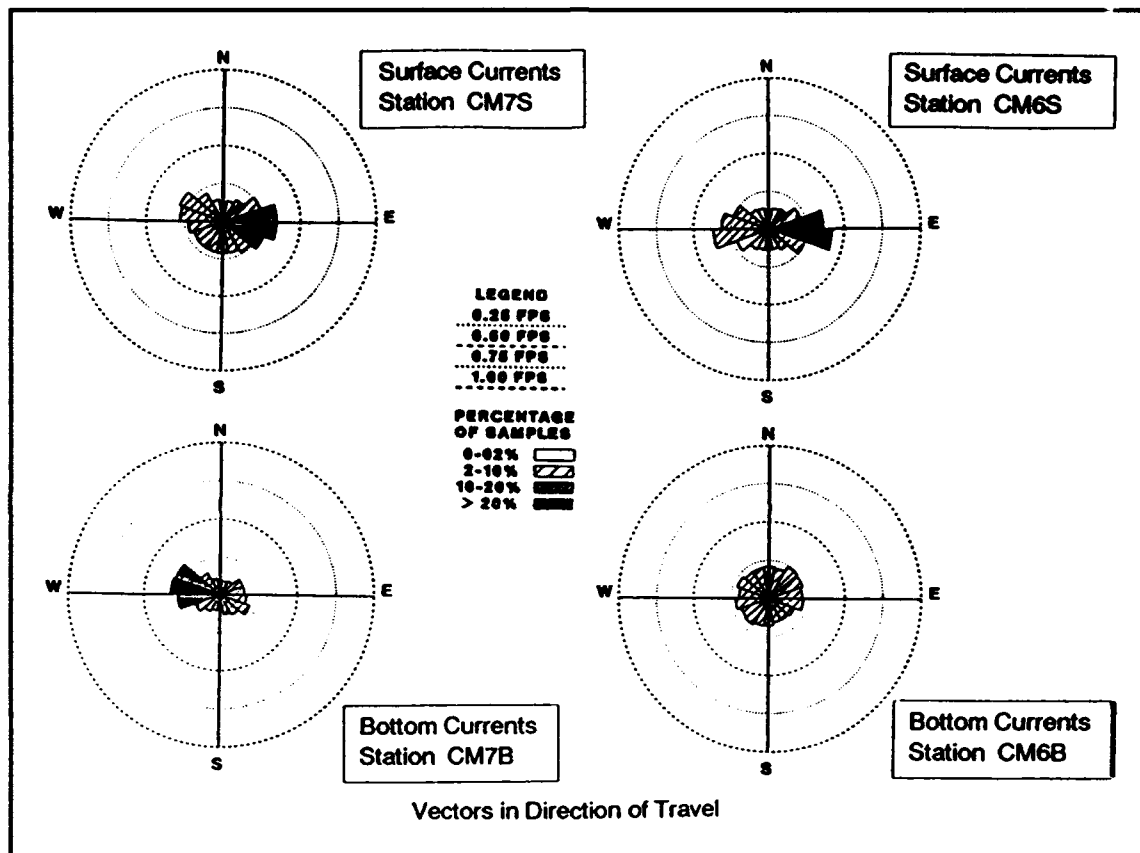 N
Surface Currents
Station CM7S
W
E
S
N
Surface Currents
Station CM6S
W
E
S
LEGEND
0.25 FPS
0.50 FPS
0.75 FPS
1.00 FPS
PERCENTAGE
OF SAMPLES
0-02%
2-10%
10-20%
> 20%
N
W
E
S
Bottom Currents
Station CM7B
N
W
E
S
Bottom Currents
Station CM6B
Vectors in Direction of Travel